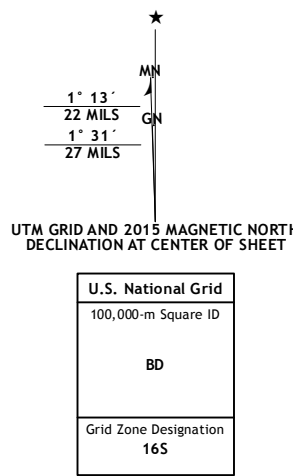 MN
1° 13´
22 MILS
GN
1° 31´
27 MILS
UTM GRID AND 2015 MAGNETIC NORTH
DECLINATION AT CENTER OF SHEET
U.S. National Grid
100,000-m Square ID
BD
Grid Zone Designation
16S